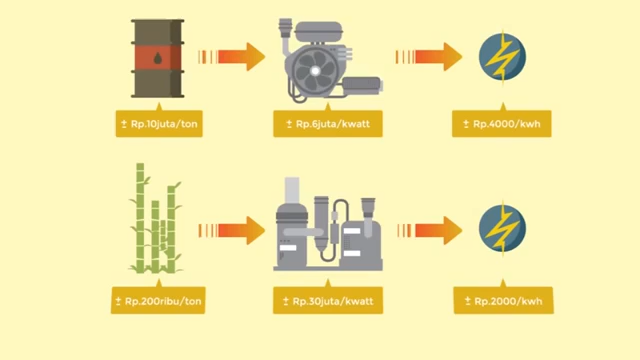 ± Rp.10juta/ton
± Rp.6juta/kwatt
± Rp.4000/kwh
± Rp.200ribu/ton
± Rp.30juta/kwatt
± Rp.2000/kwh